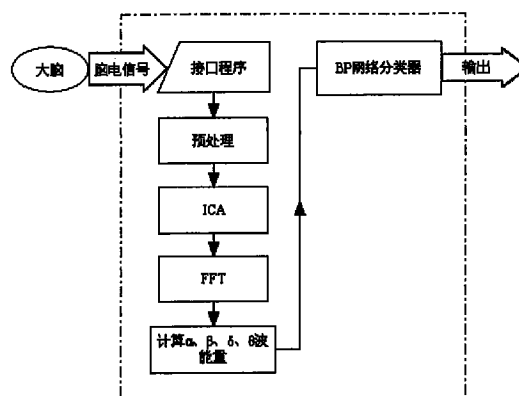 大脑
脑电信号
接口程序
预处理
ICA
FFT
计算α、β、δ、θ波
能量
BP网络分类器
输出